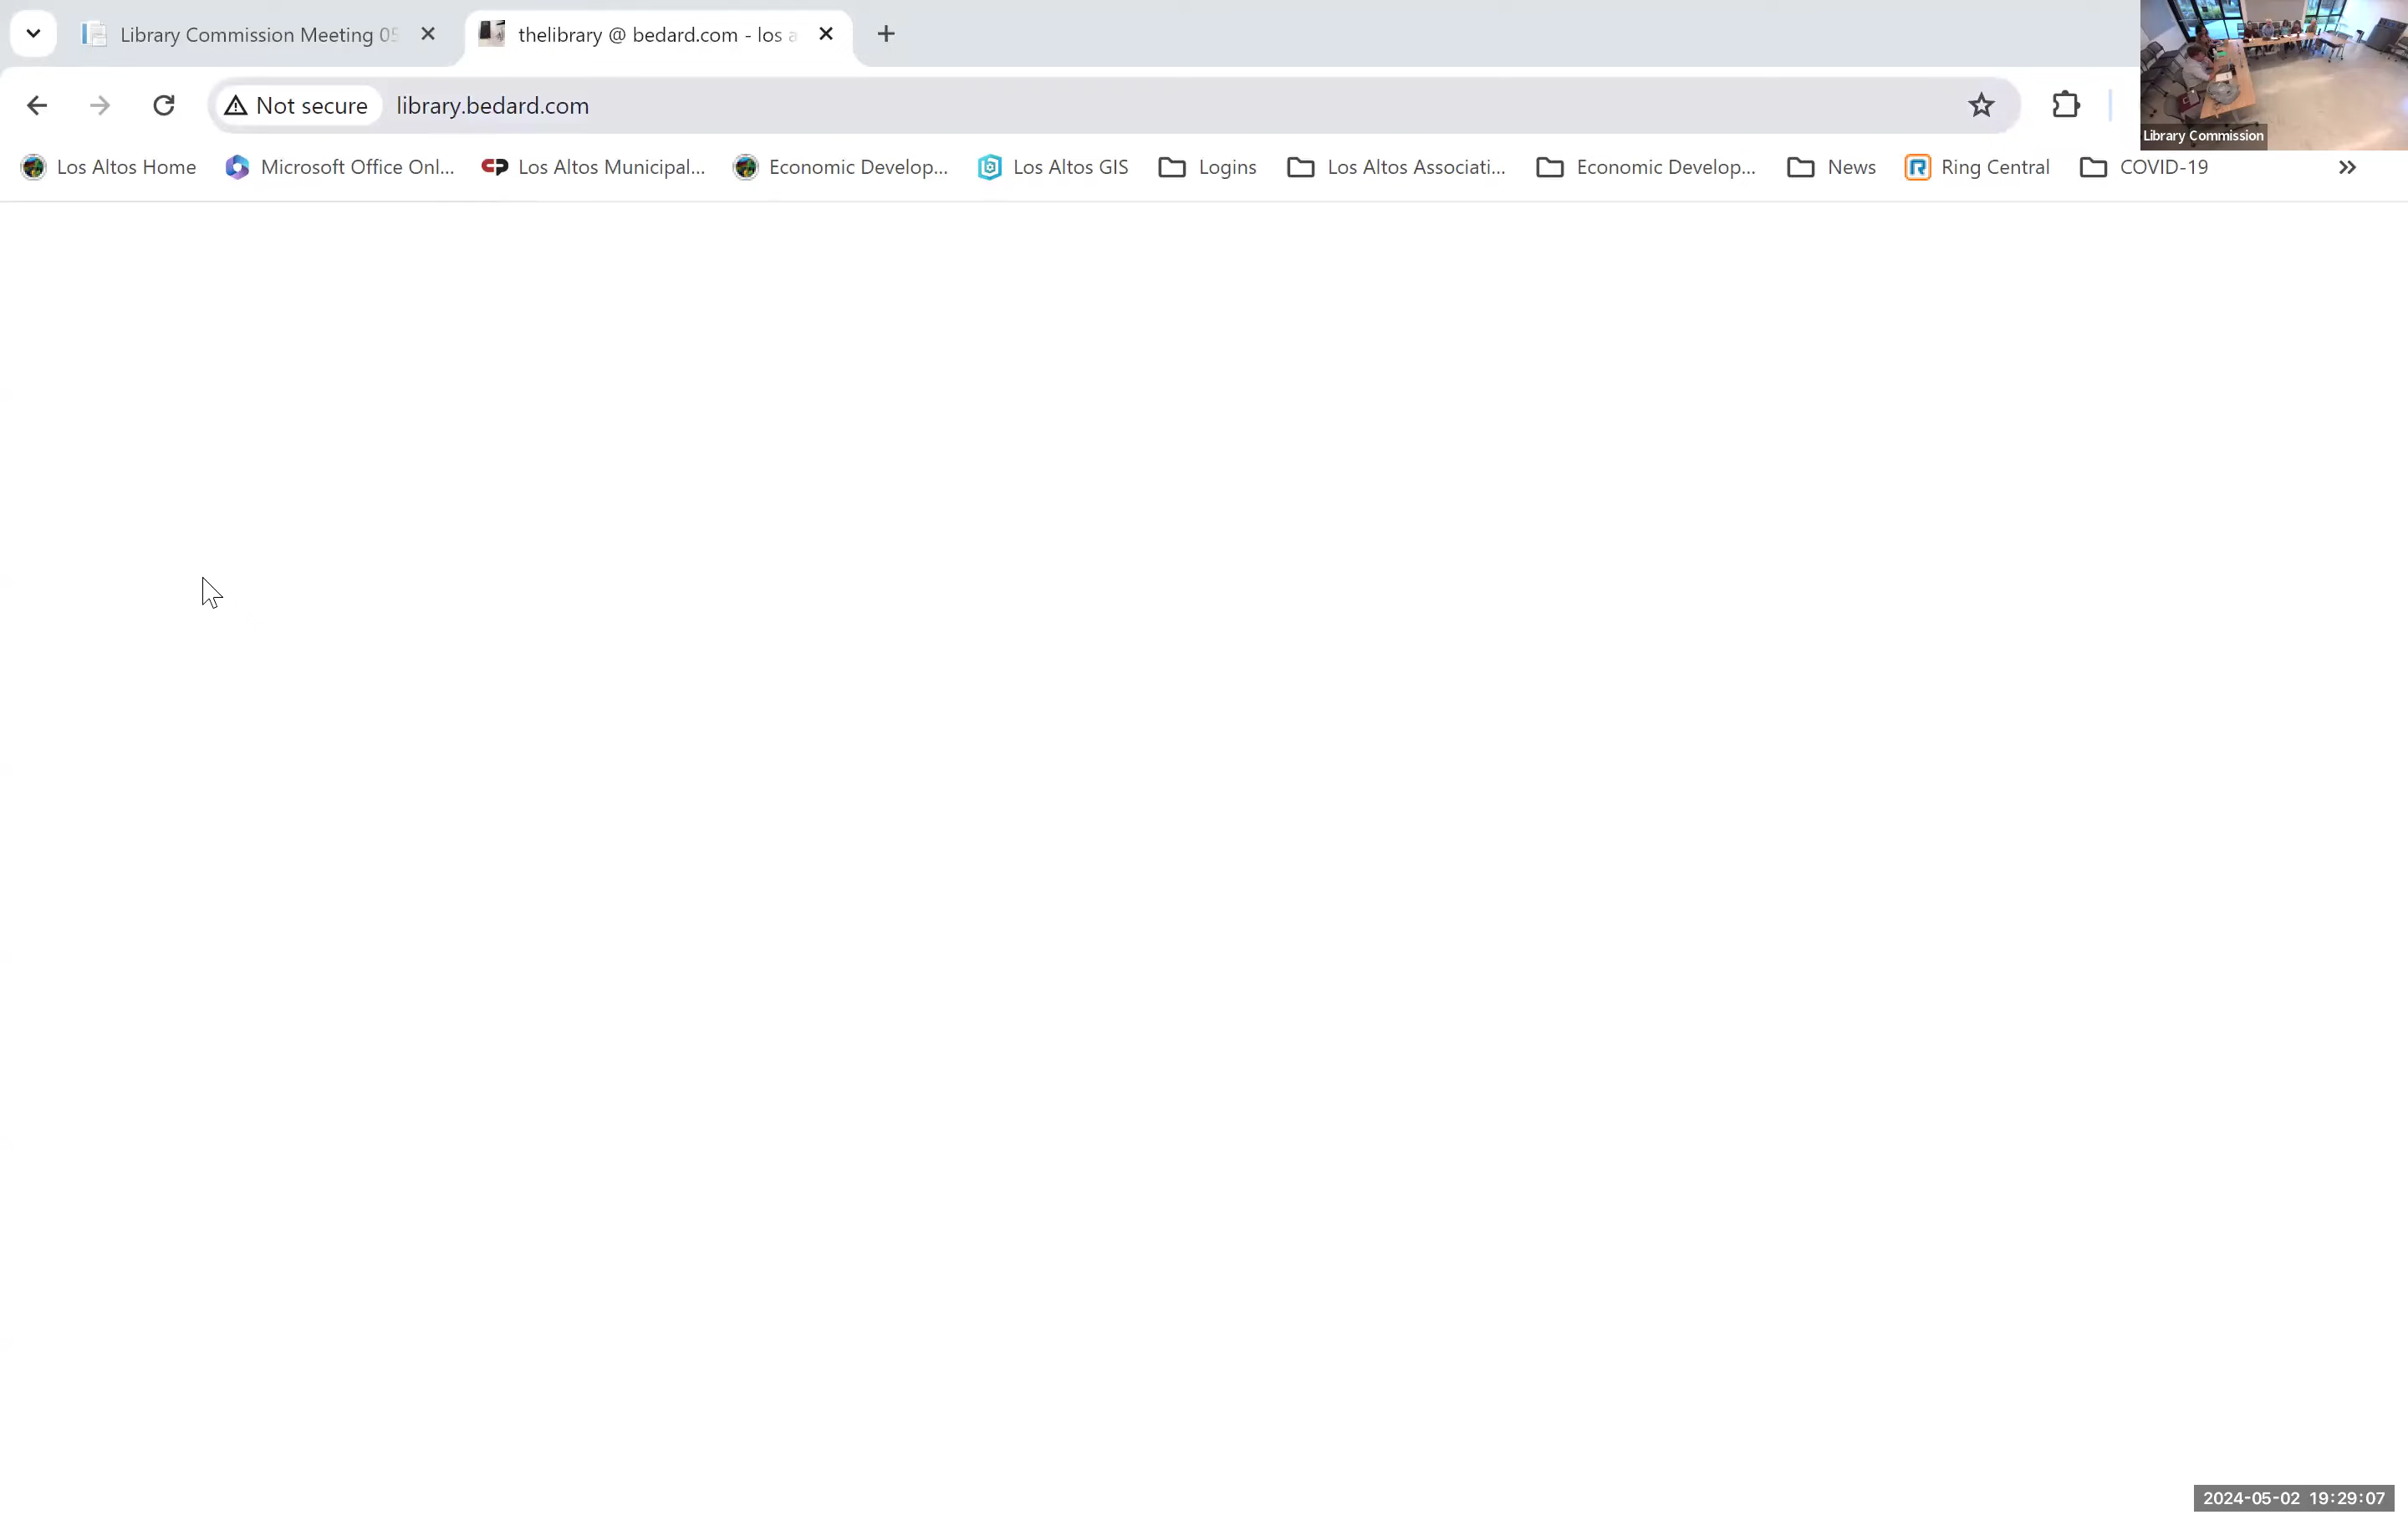 Library Commission Meeting 05
thelibrary @ bedard.com - los a
Not secure
library.bedard.com
Library Commission
Los Altos Home
Microsoft Office Onl...
Los Altos Municipal...
Economic Develop...
Los Altos GIS
Logins
Los Altos Associati...
Economic Develop...
News
Ring Central
COVID-19
2024-05-02 19:29:07